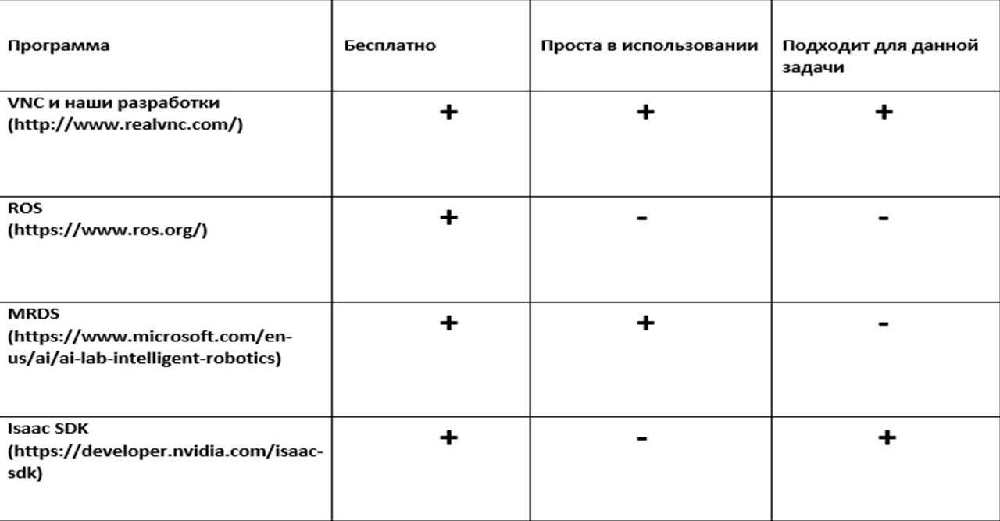 Программа Бесплатно Проста в использовании Подходит для данной
задачи
VNC и наши разработки
(http://www.realvnc.com/) + + +
ROS + - -
(https://www.ros.org/)
MRDS + + -
(https://www.microsoft.com/en-
us/ai/ai-lab-intelligent-robotics)
Isaac SDK + - +
(https://developer.nvidia.com/isaac-
sdk)